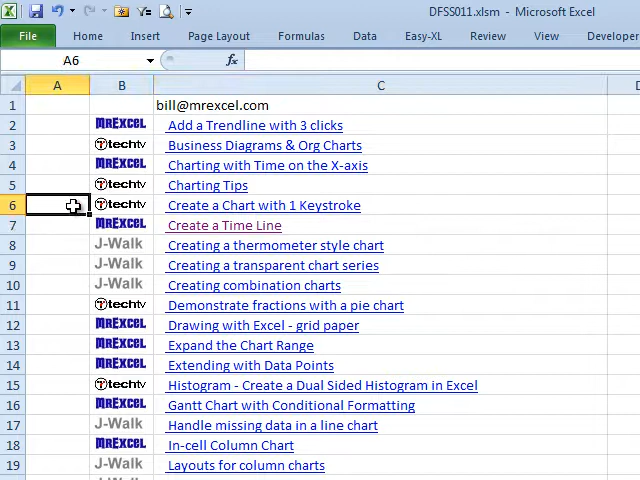 DFSS011.xlsm - Microsoft Excel
File Home Insert Page Layout Formulas Data Easy-XL Review View Developer
A6 fx
A B C D
1 bill@mrexcel.com
2 MREXCEL Add a Trendline with 3 clicks
3 techtv Business Diagrams & Org Charts
4 MREXCEL Charting with Time on the X-axis
5 techtv Charting Tips
6 techtv Create a Chart with 1 Keystroke
7 MREXCEL Create a Time Line
8 J-Walk Creating a thermometer style chart
9 J-Walk Creating a transparent chart series
10 J-Walk Creating combination charts
11 techtv Demonstrate fractions with a pie chart
12 MREXCEL Drawing with Excel - grid paper
13 MREXCEL Expand the Chart Range
14 MREXCEL Extending with Data Points
15 techtv Histogram - Create a Dual Sided Histogram in Excel
16 MREXCEL Gantt Chart with Conditional Formatting
17 J-Walk Handle missing data in a line chart
18 MREXCEL In-cell Column Chart
19 J-Walk Layouts for column charts